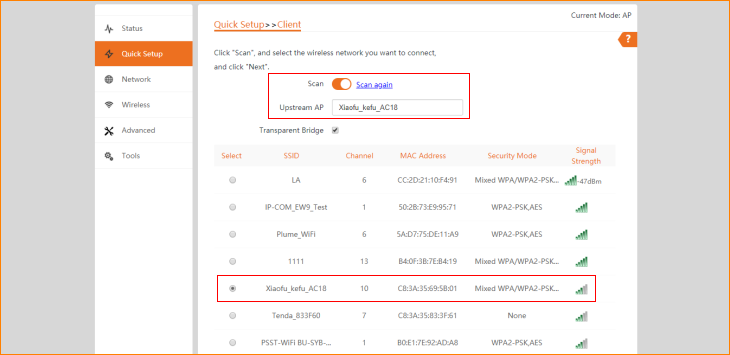 Current Mode: AP
Status
Quick Setup
Network
Wireless
Advanced
Tools
Quick Setup>>Client
?
Click "Scan", and select the wireless network you want to connect,
and click "Next".
Scan Scan again
Upstream AP Xiaofu_kefu_AC18
Transparent Bridge
Select SSID Channel MAC Address Security Mode Signal Strength
LA 6 CC:2D:21:10:F4:91 Mixed WPA/WPA2-PSK... -47dBm
IP-COM_EW9_Test 1 50:2B:73:E9:95:71 WPA2-PSK,AES
Plume_WiFi 6 5A:D7:75:DE:11:A9 WPA2-PSK,AES
1111 13 B4:0F:3B:7E:B4:19 Mixed WPA/WPA2-PSK...
Xiaofu_kefu_AC18 10 C8:3A:35:69:5B:01 Mixed WPA/WPA2-PSK...
Tenda_833F60 7 C8:3A:35:83:3F:61 None
PSST-WiFi BU-SYB-... 1 B0:E1:7E:92:AD:A8 WPA2-PSK,AES